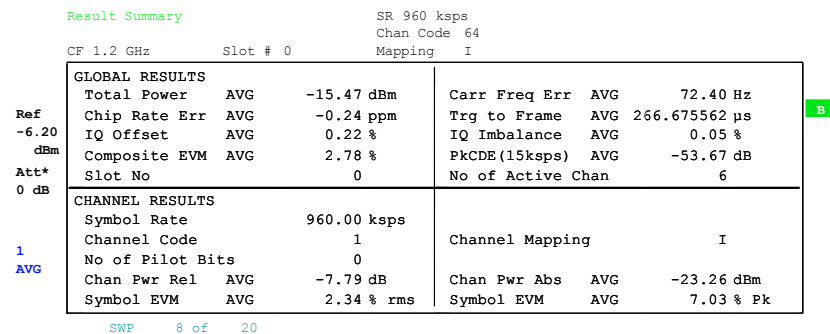 Result Summary SR 960 ksps
Chan Code 64
CF 1.2 GHz Slot # 0 Mapping I
GLOBAL RESULTS
Total Power AVG -15.47 dBm Carr Freq Err AVG 72.40 Hz
Ref Chip Rate Err AVG -0.24 ppm Trg to Frame AVG 266.675562 µs B
-6.20 IQ Offset AVG 0.22 % IQ Imbalance AVG 0.05 %
dBm Composite EVM AVG 2.78 % PkCDE(15ksps) AVG -53.67 dB
Att* Slot No 0 No of Active Chan 6
0 dB
CHANNEL RESULTS
Symbol Rate 960.00 ksps
Channel Code 1 Channel Mapping I
1 No of Pilot Bits 0
AVG Chan Pwr Rel AVG -7.79 dB Chan Pwr Abs AVG -23.26 dBm
Symbol EVM AVG 2.34 % rms Symbol EVM AVG 7.03 % Pk
SWP 8 of 20